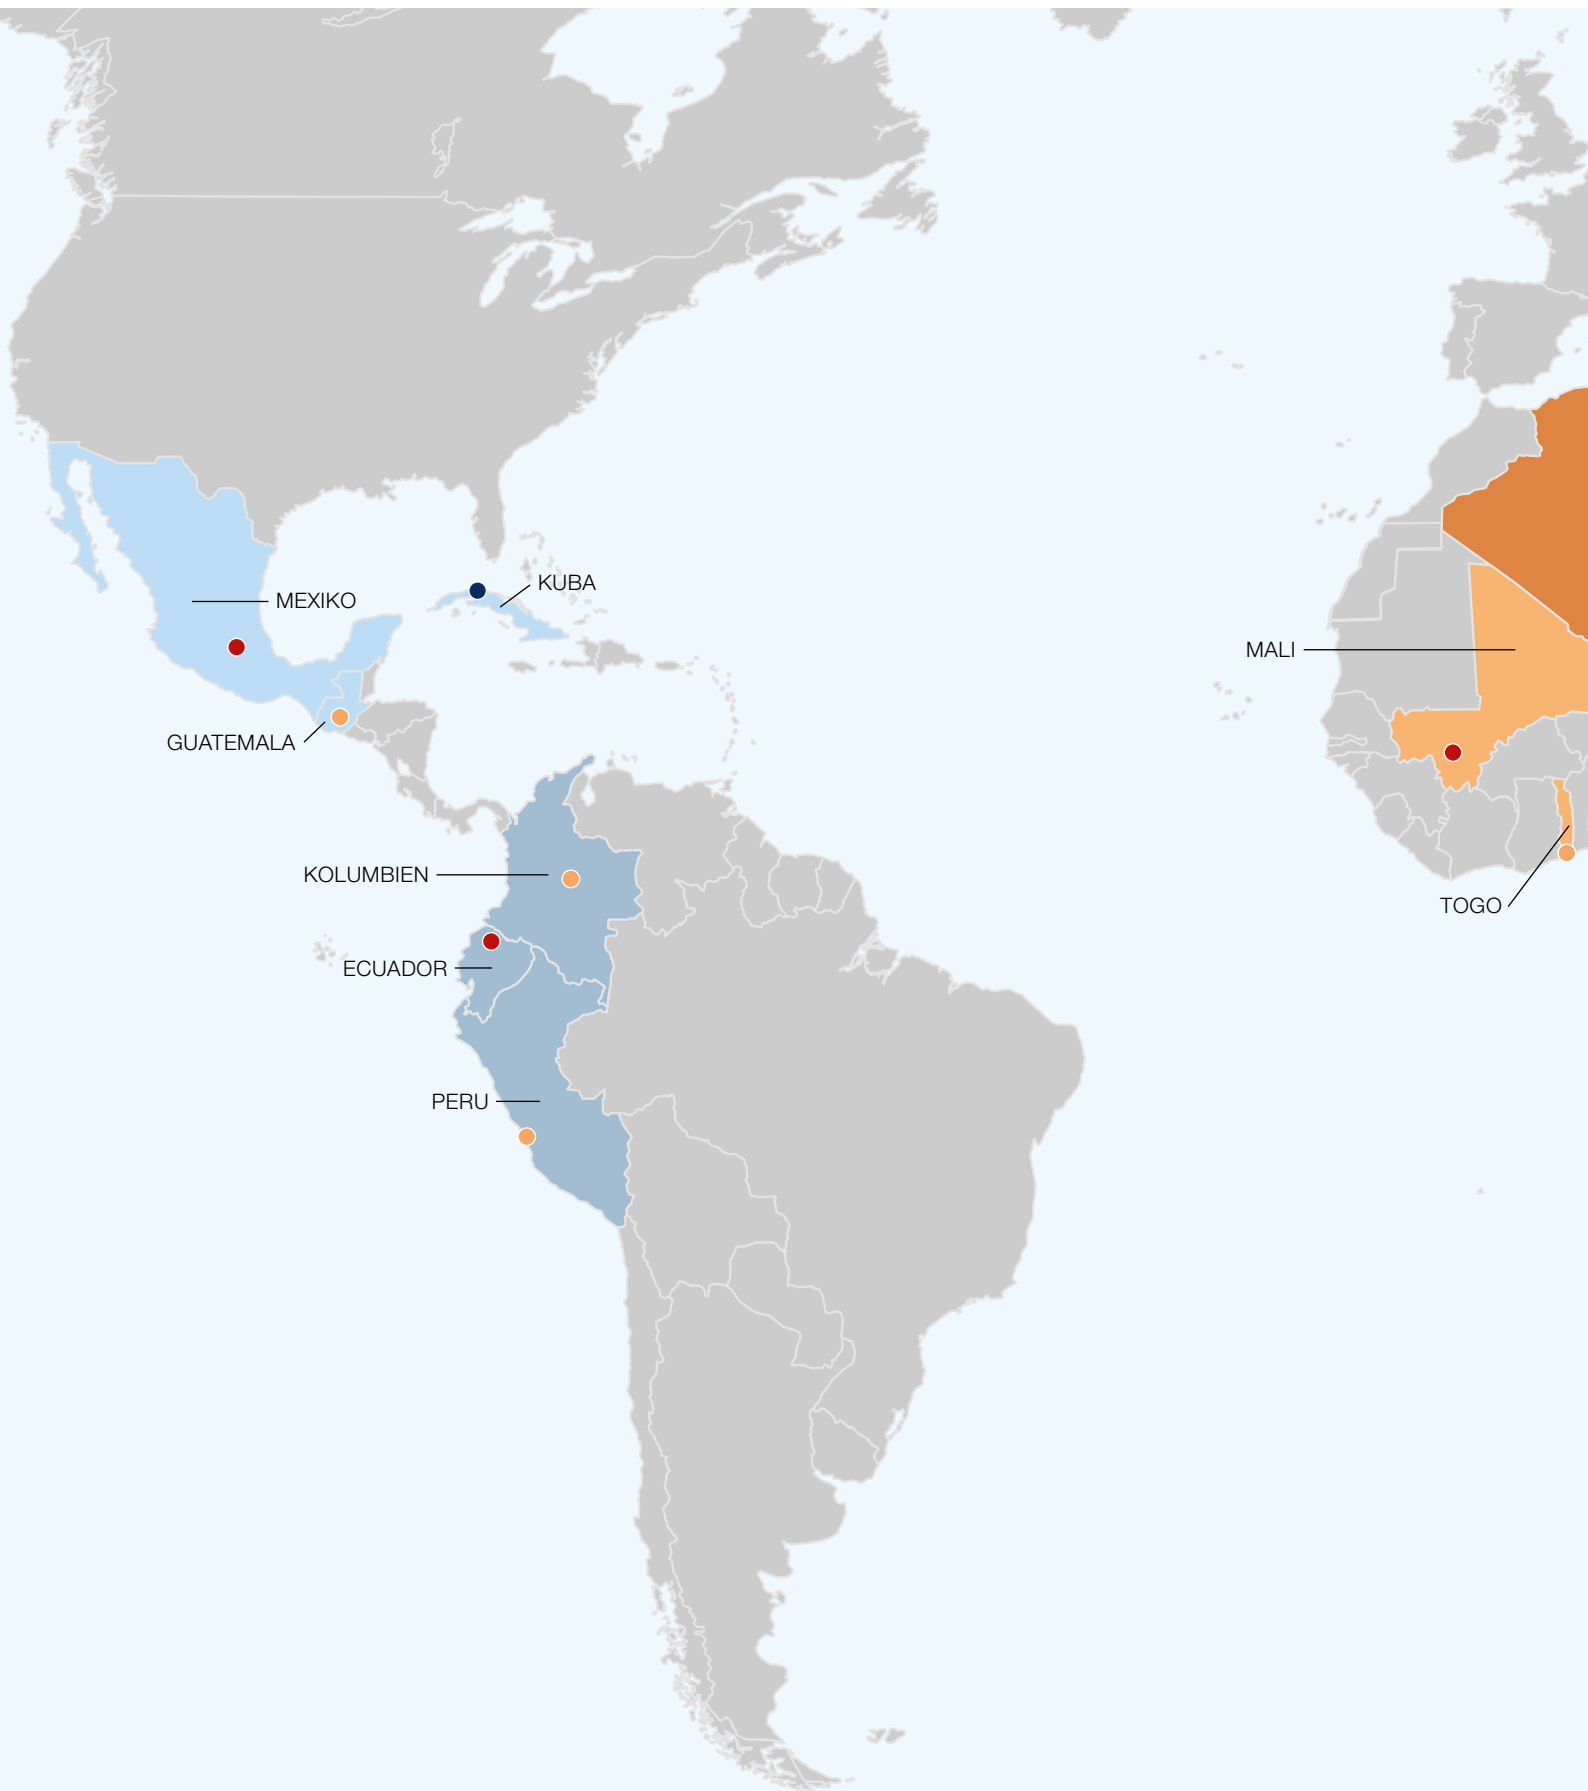 KUBA
MEXIKO
MALI
GUATEMALA
KOLUMBIEN
TOGO
ECUADOR
PERU